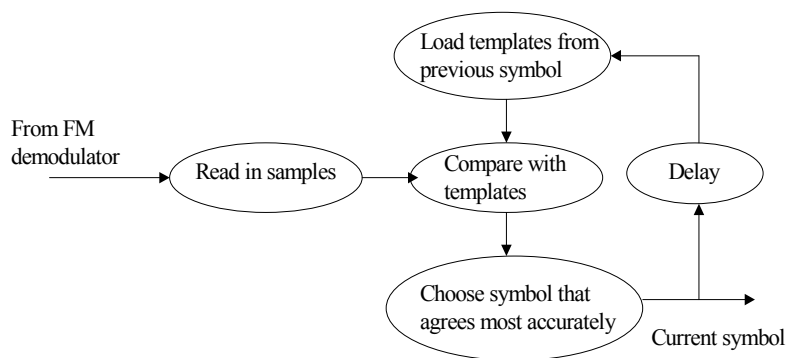 Load templates from
previous symbol
From FM
demodulator
Read in samples
Compare with
templates
Delay
Choose symbol that
agrees most accurately
Current symbol